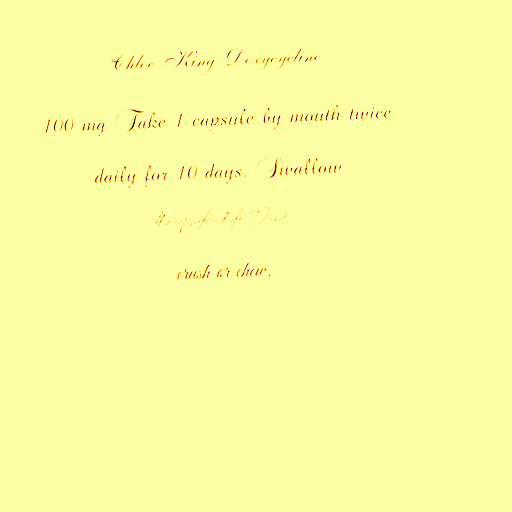 Chloe King Doxycycline
100 mg Take 1 capsule by mouth twice
daily for 10 days. Swallow
crush or chew.